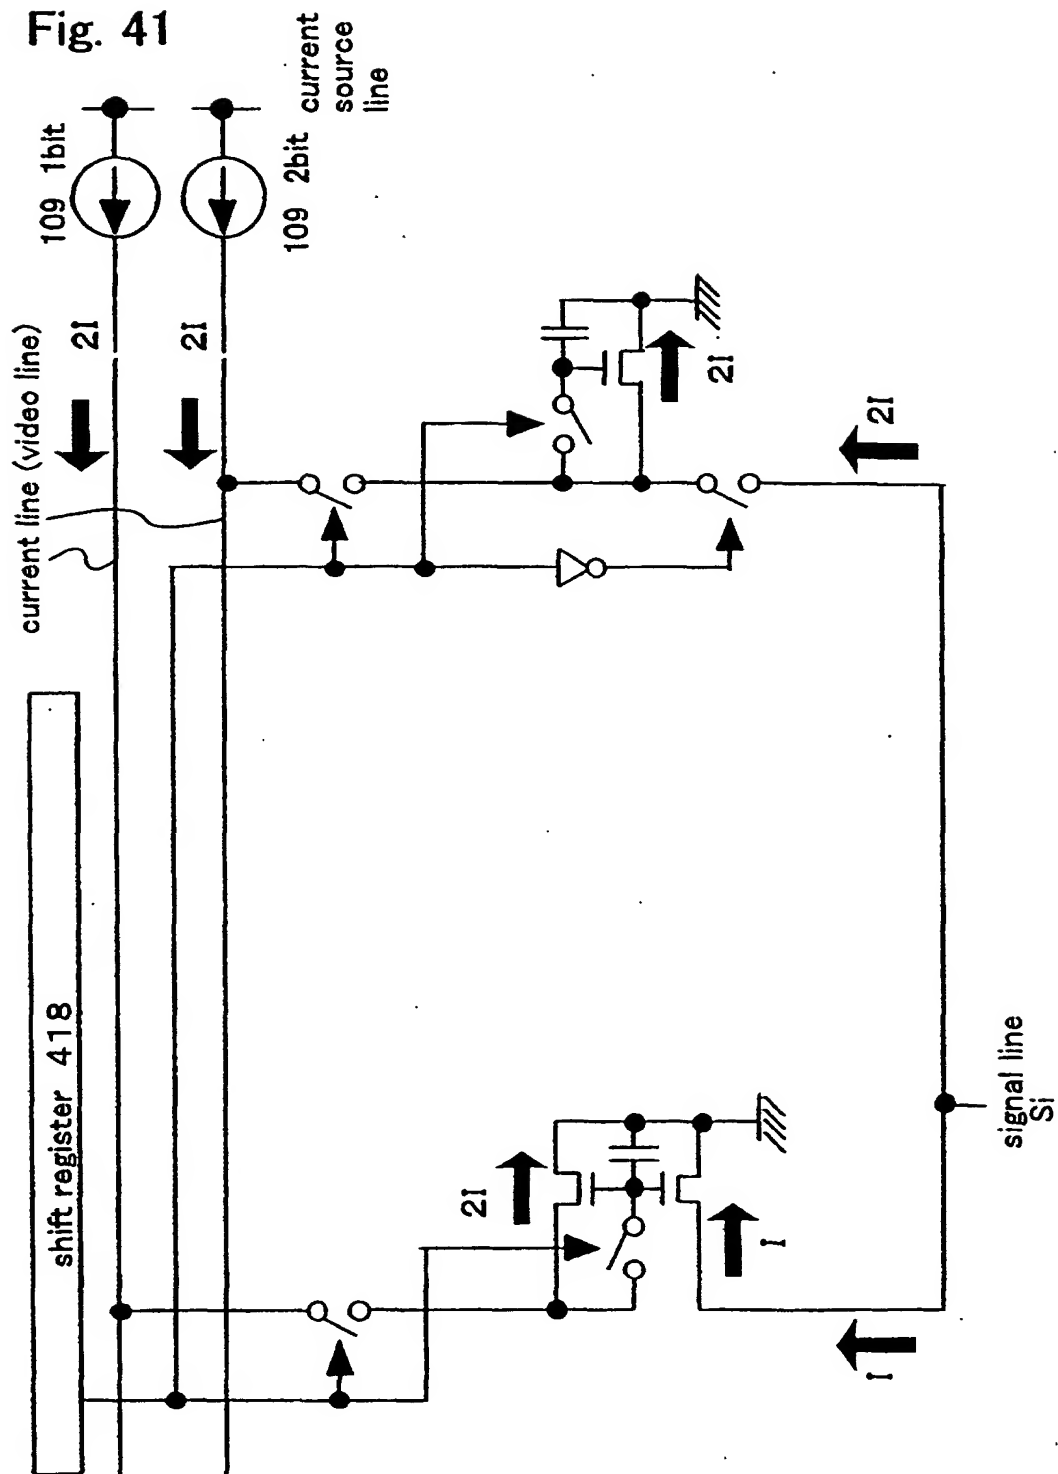 Fig. 41
current
source
line
109 1bit
109 2bit
current line (video line)
2I
2I
2I
2I
shift register 418
2I
I
I
signal line
Si